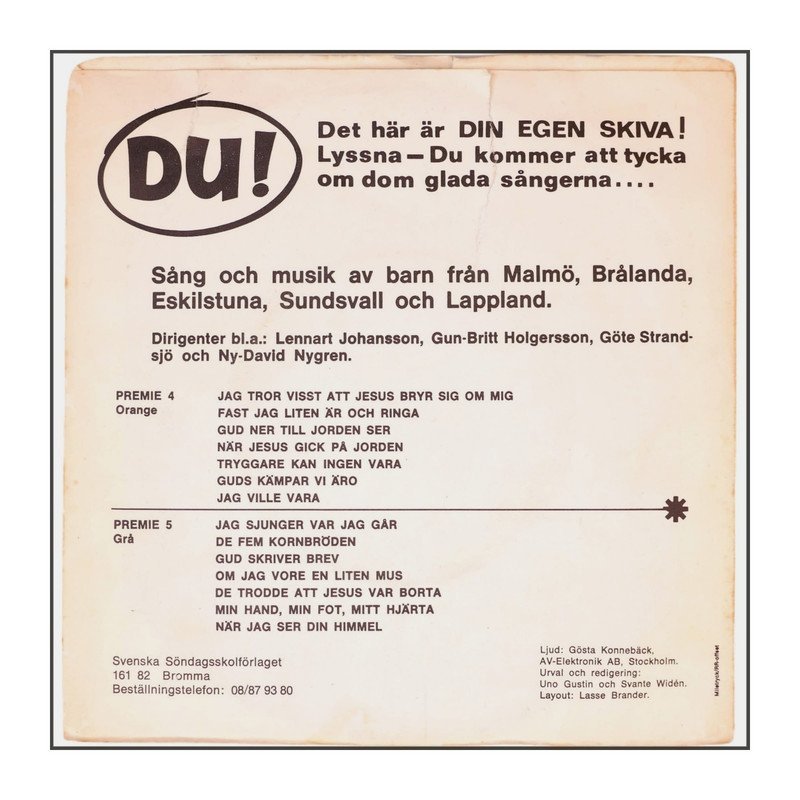 DU!
Det här är DIN EGEN SKIVA!
Lyssna — Du kommer att tycka
om dom glada sångerna....
Sång och musik av barn från Malmö, Brålanda,
Eskilstuna, Sundsvall och Lappland.
Dirigenter bl.a.: Lennart Johansson, Gun-Britt Holgersson, Göte Strand-
sjö och Ny-David Nygren.
PREMIE 4 JAG TROR VISST ATT JESUS BRYR SIG OM MIG
Orange FAST JAG LITEN ÄR OCH RINGA
GUD NER TILL JORDEN SER
NÄR JESUS GICK PÅ JORDEN
TRYGGARE KAN INGEN VARA
GUDS KÄMPAR VI ÄRO
JAG VILLE VARA
PREMIE 5 JAG SJUNGER VAR JAG GÅR
Grå DE FEM KORNBRÖDEN
GUD SKRIVER BREV
OM JAG VORE EN LITEN MUS
DE TRODDE ATT JESUS VAR BORTA
MIN HAND, MIN FOT, MITT HJÄRTA
NÄR JAG SER DIN HIMMEL
Svenska Söndagsskolförlaget
161 82 Bromma
Beställningstelefon: 08/87 93 80
Ljud: Gösta Konnebäck,
AV-Elektronik AB, Stockholm.
Urval och redigering:
Uno Gustin och Svante Widén.
Layout: Lasse Brander.